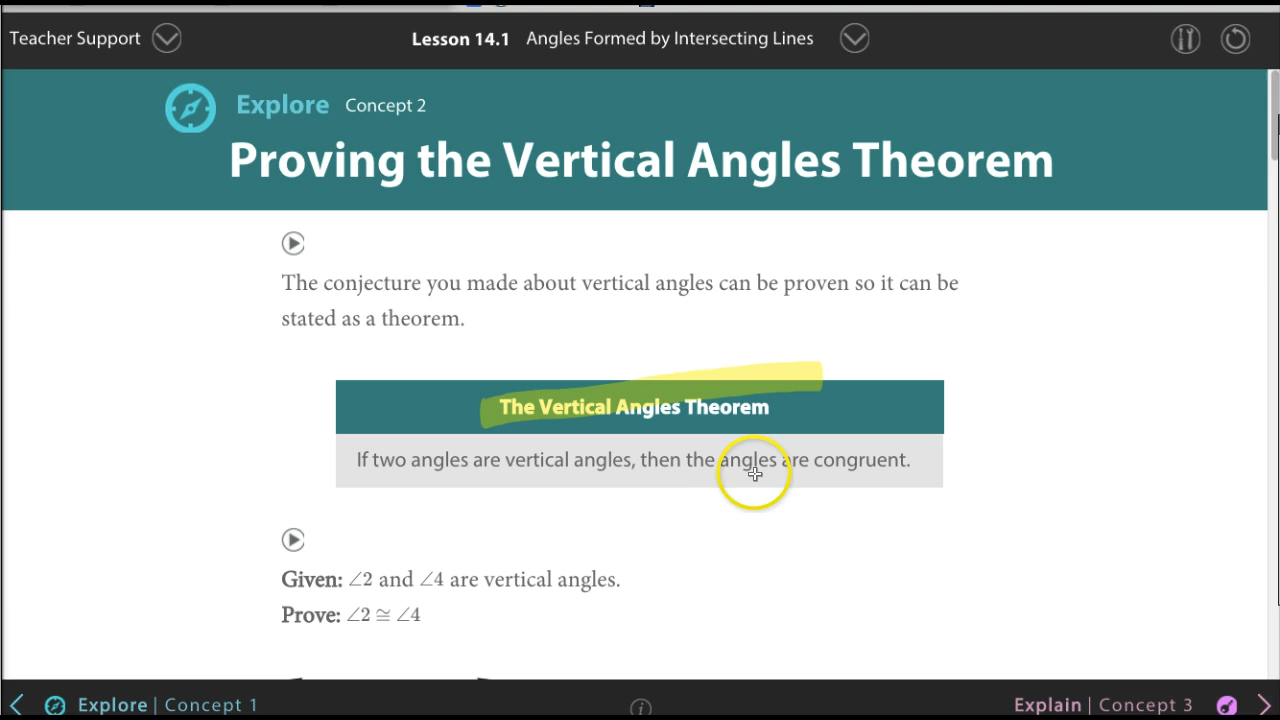 Teacher Support
Lesson 14.1 Angles Formed by Intersecting Lines
Explore Concept 2
Proving the Vertical Angles Theorem
The conjecture you made about vertical angles can be proven so it can be
stated as a theorem.
The Vertical Angles Theorem
If two angles are vertical angles, then the angles are congruent.
Given: ∠2 and ∠4 are vertical angles.
Prove: ∠2 ≅ ∠4
Explore | Concept 1
i
Explain | Concept 3